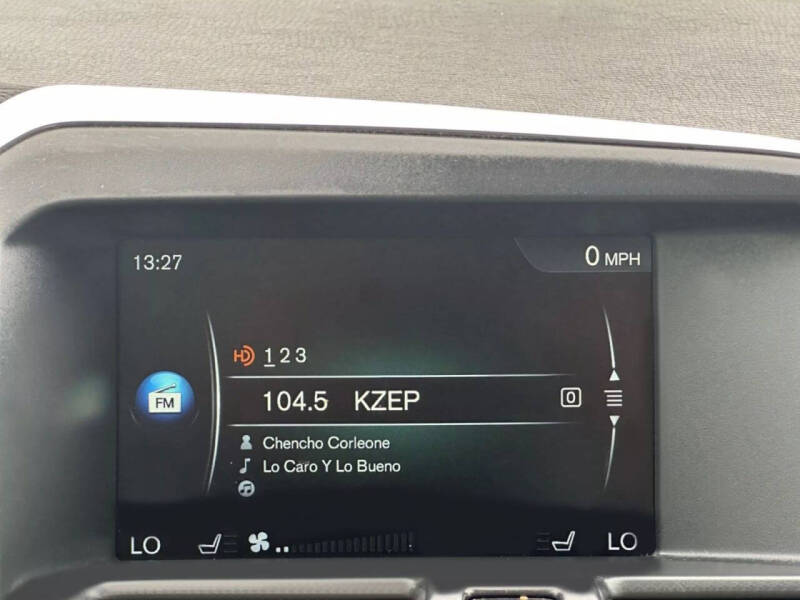 13:27
0 MPH
HD 1 2 3
104.5 KZEP 0
FM
Chencho Corleone
Lo Caro Y Lo Bueno
LO LO